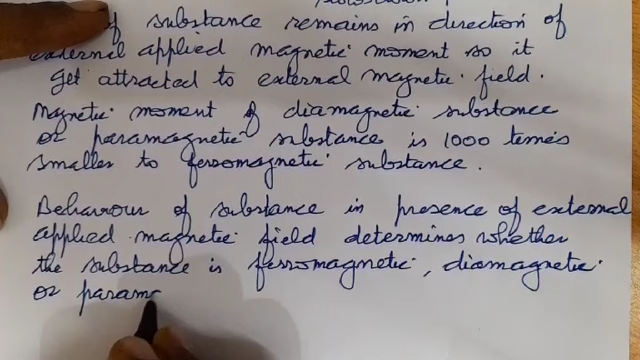 of substance remains in direction of
external applied magnetic moment so it
get attracted to external magnetic field.
Magnetic moment of diamagnetic substance
or paramagnetic substance is 1000 times
smaller to ferromagnetic substance.
Behaviour of substance in presence of external
applied magnetic field determines whether
the substance is ferromagnetic, diamagnetic
or param